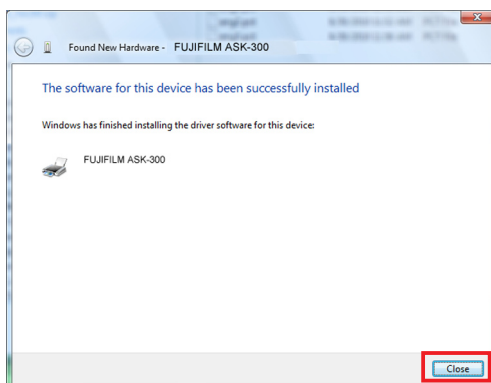 Found New Hardware - FUJIFILM ASK-300
The software for this device has been successfully installed
Windows has finished installing the driver software for this device:
FUJIFILM ASK-300
Close